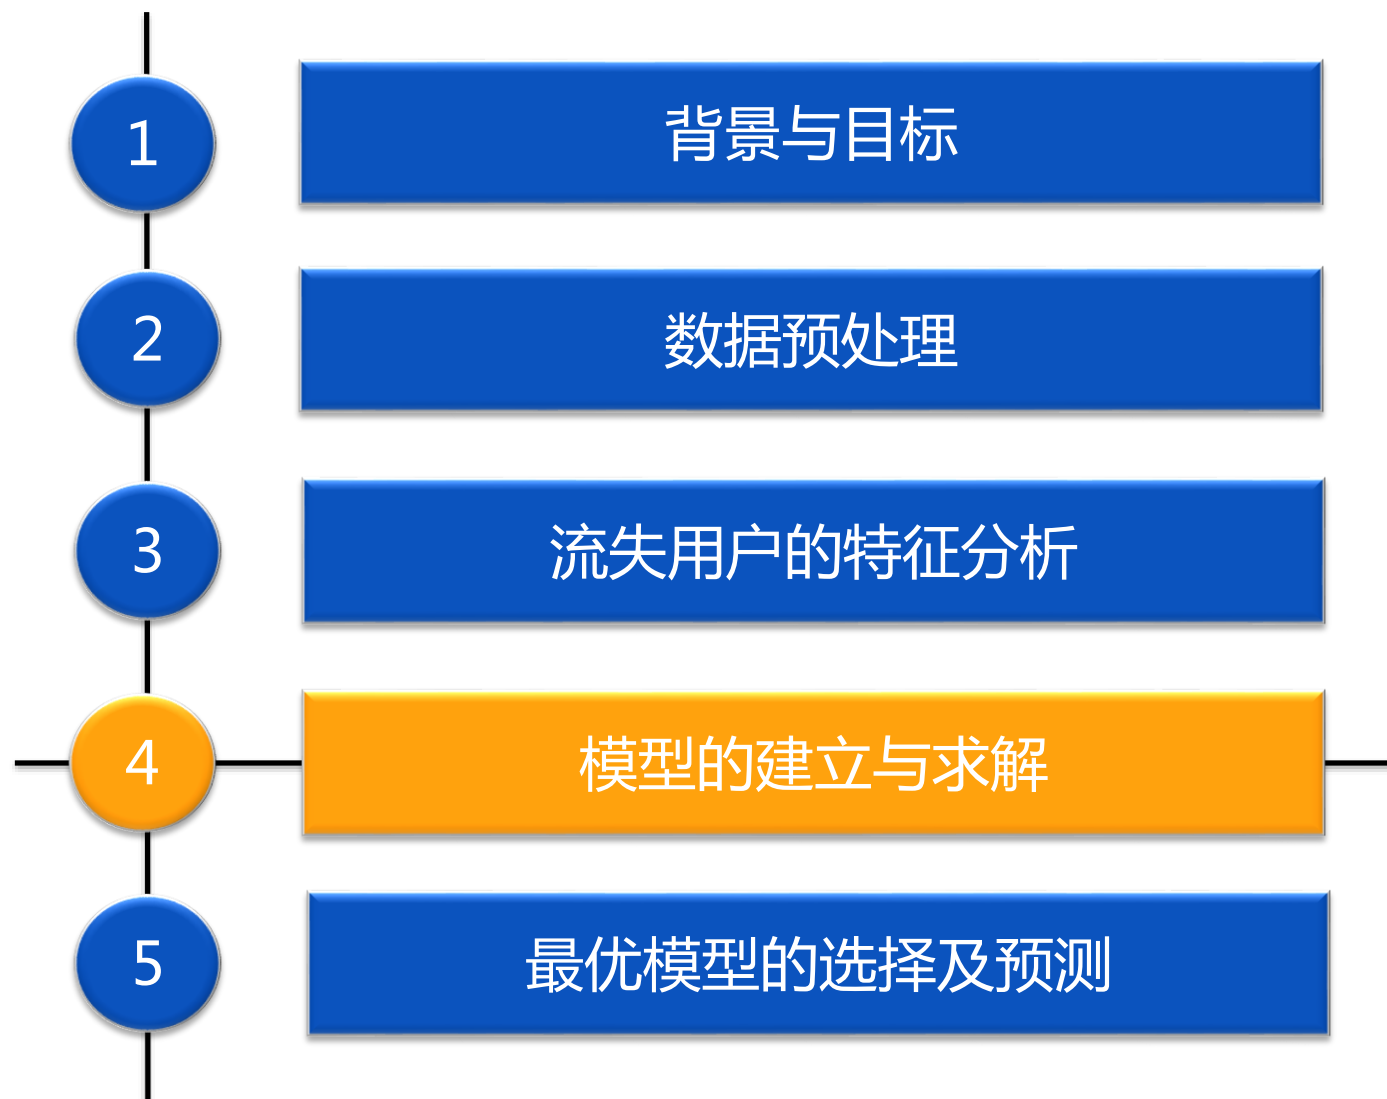 1
背景与目标
2
数据预处理
3
流失用户的特征分析
4
模型的建立与求解
5
最优模型的选择及预测